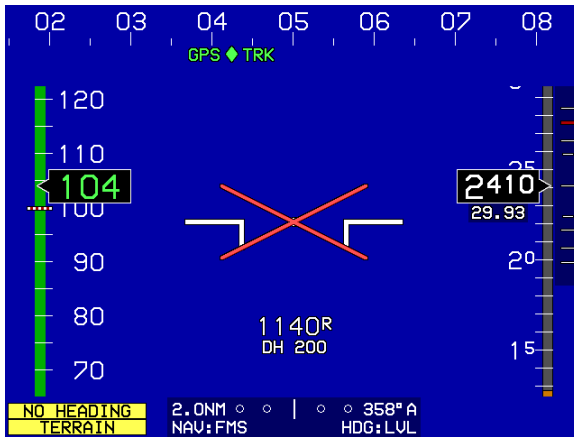 02 03 04 05 06 07 08
GPS TRK
120
110
104
100
90
80
70
2410
29.93
20
15
1140R
DH 200
NO HEADING
TERRAIN
2.0NM 358°A
NAV:FMS HDG:LVL